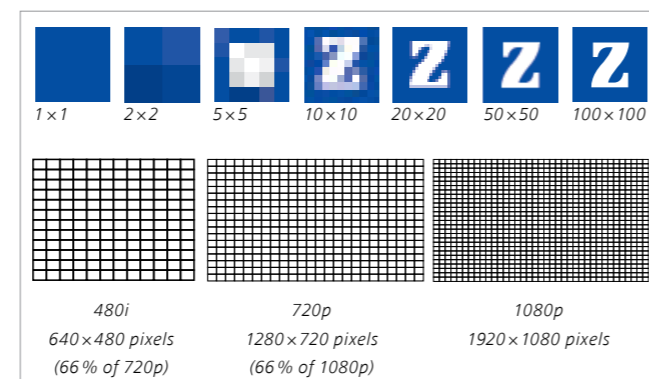 Z Z Z Z
1×1 2×2 5×5 10×10 20×20 50×50 100×100
480i 720p 1080p
640×480 pixels 1280×720 pixels 1920×1080 pixels
(66 % of 720p) (66 % of 1080p)